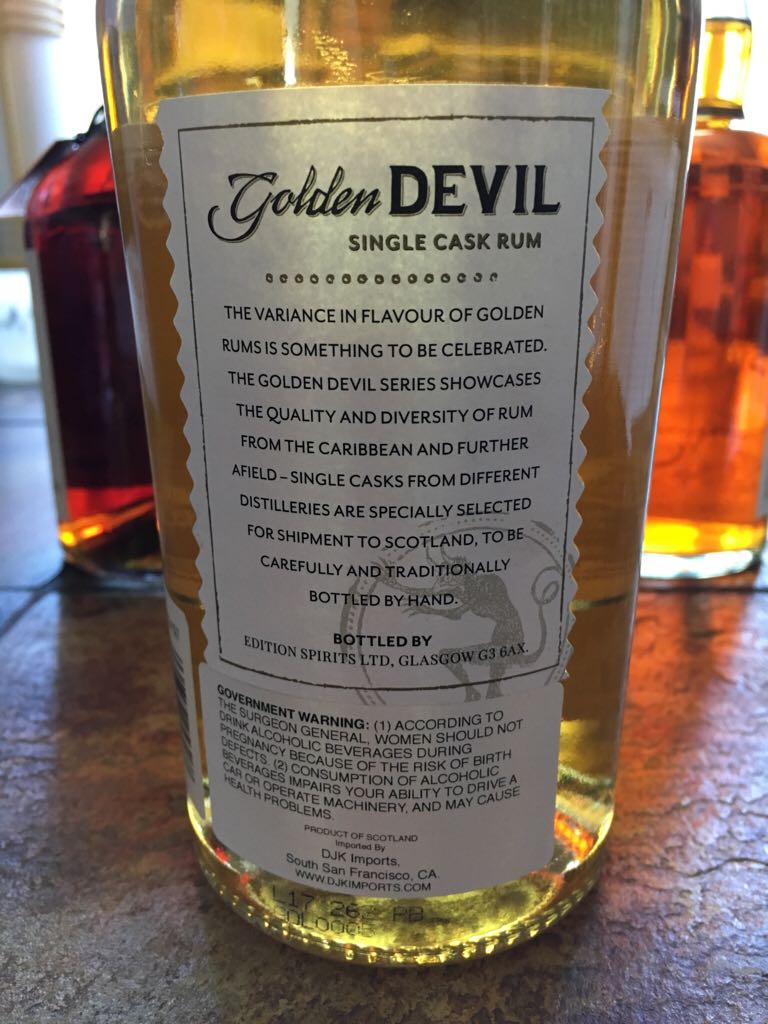 Golden DEVIL
SINGLE CASK RUM
THE VARIANCE IN FLAVOUR OF GOLDEN
RUMS IS SOMETHING TO BE CELEBRATED.
THE GOLDEN DEVIL SERIES SHOWCASES
THE QUALITY AND DIVERSITY OF RUM
FROM THE CARIBBEAN AND FURTHER
AFIELD – SINGLE CASKS FROM DIFFERENT
DISTILLERIES ARE SPECIALLY SELECTED
FOR SHIPMENT TO SCOTLAND, TO BE
CAREFULLY AND TRADITIONALLY
BOTTLED BY HAND.
BOTTLED BY
EDITION SPIRITS LTD, GLASGOW G3 6AX.
GOVERNMENT WARNING: (1) ACCORDING TO
THE SURGEON GENERAL, WOMEN SHOULD NOT
DRINK ALCOHOLIC BEVERAGES DURING
PREGNANCY BECAUSE OF THE RISK OF BIRTH
DEFECTS. (2) CONSUMPTION OF ALCOHOLIC
BEVERAGES IMPAIRS YOUR ABILITY TO DRIVE A
CAR OR OPERATE MACHINERY, AND MAY CAUSE
HEALTH PROBLEMS.
PRODUCT OF SCOTLAND
Imported By
DJK Imports,
South San Francisco, CA.
WWW.DJKIMPORTS.COM
L17 PB